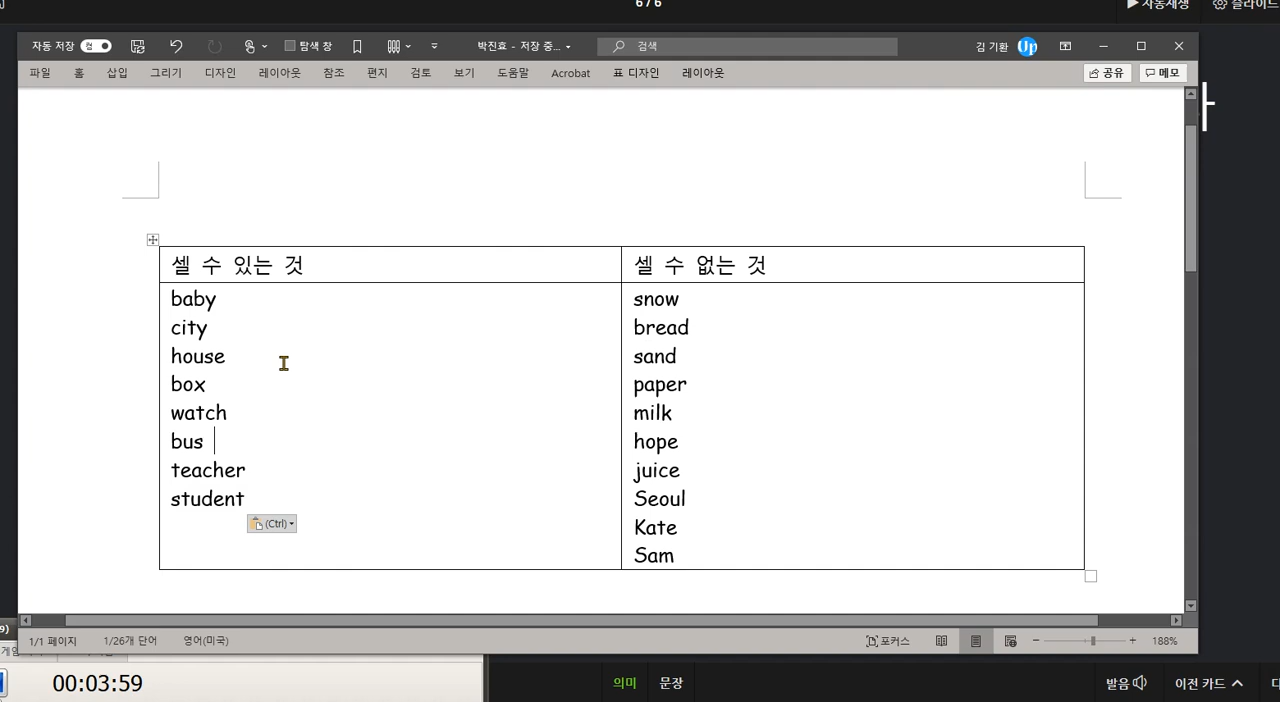 6 / 6
자동재생
슬라이드
자동 저장 컴
탐색 창
박진효 - 저장 중...
검색
김 기환
Up
파일 홈 삽입 그리기 디자인 레이아웃 참조 편지 검토 보기 도움말 Acrobat 표 디자인 레이아웃
공유 메모
셀 수 있는 것 셀 수 없는 것
baby snow
city bread
house sand
box paper
watch milk
bus hope
teacher juice
student Seoul
(Ctrl)
Kate
Sam
1/1 페이지 1/26개 단어 영어(미국) 포커스 188%
00:03:59
의미 문장 발음 이전 카드